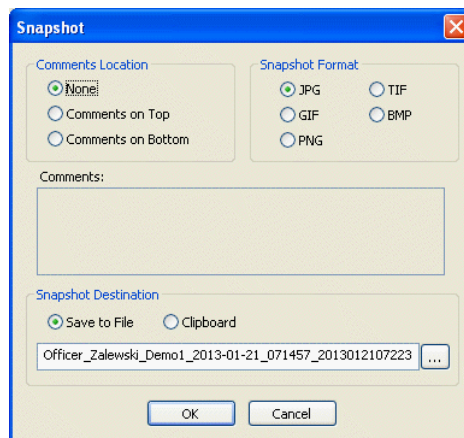 Snapshot
Comments Location
None
Comments on Top
Comments on Bottom
Snapshot Format
JPG
TIF
GIF
BMP
PNG
Comments:
Snapshot Destination
Save to File
Clipboard
Officer_Zalewski_Demo1_2013-01-21_071457_2013012107223
...
OK
Cancel